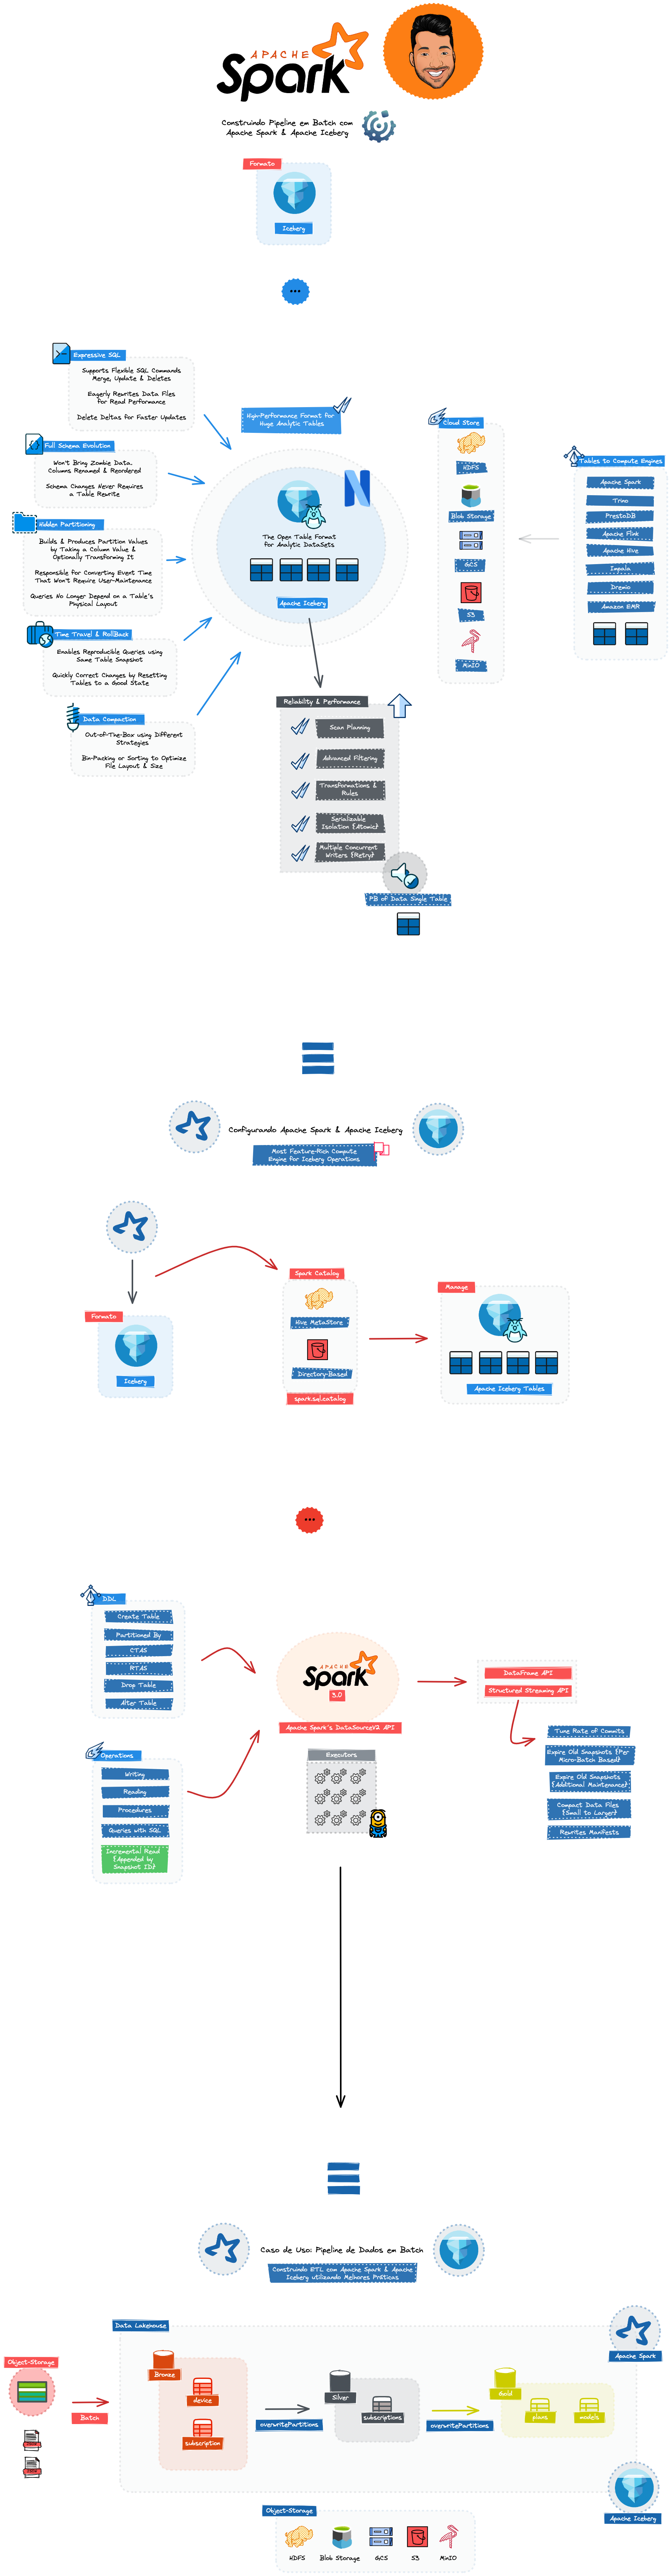 APACHE
Spark
Construindo Pipeline em Batch com
Apache Spark & Apache Iceberg
Formato
Iceberg
Expressive SQL
Supports Flexible SQL Commands
Merge, Update & Deletes
Eagerly Rewrites Data Files
for Read Performance
Delete Deltas for Faster Updates
Full Schema Evolution
Won't Bring Zombie Data.
Columns Renamed & Reordered
Schema Changes Never Requires
a Table Rewrite
Hidden Partitioning
Builds & Produces Partition Values
by Taking a Column Value &
Optionally Transforming It
Responsible for Converting Event Time
That Won't Require User-Maintenance
Queries No Longer Depend on a Table's
Physical Layout
Time Travel & RollBack
Enables Reproducible Queries using
Same Table Snapshot
Quickly Correct Changes by Resetting
Tables to a Good State
Data Compaction
Out-of-The-Box using Different
Strategies
Bin-Packing or Sorting to Optimize
File Layout & Size
High-Performance Format for
Huge Analytic Tables
The Open Table Format
for Analytic DataSets
Apache Iceberg
Cloud Store
HDFS
Blob Storage
GCS
S3
MinIO
Tables to Compute Engines
Apache Spark
Trino
PrestoDB
Apache Flink
Apache Hive
Impala
Dremio
Amazon EMR
Reliability & Performance
Scan Planning
Advanced Filtering
Transformations &
Rules
Serializable
Isolation {Atomic}
Multiple Concurrent
Writers {Retry}
PB of Data Single Table
Configurando Apache Spark & Apache Iceberg
Most Feature-Rich Compute
Engine for Iceberg Operations
Formato
Iceberg
Spark Catalog
Hive MetaStore
Directory-Based
spark.sql.catalog
Manage
Apache Iceberg Tables
DDL
Create Table
Partitioned By
CTAS
RTAS
Drop Table
Alter Table
Operations
Writing
Reading
Procedures
Queries with SQL
Incremental Read
{Appended by
Snapshot ID}
APACHE
Spark
3.0
Apache Spark's DataSourceV2 API
Executors
DataFrame API
Structured Streaming API
Tune Rate of Commits
Expire Old Snapshots {Per
Micro-Batch Based}
Expire Old Snapshots
{Additional Maintenance}
Compact Data Files
{Small to Larger}
Rewrites Manifests
Caso de Uso: Pipeline de Dados em Batch
Construindo ETL com Apache Spark & Apache
Iceberg utilizando Melhores Práticas
Object-Storage
Batch
Data Lakehouse
Bronze
device
subscription
overwritePartitions
Silver
subscriptions
overwritePartitions
Gold
plans
models
Apache Spark
Apache Iceberg
Object-Storage
HDFS
Blob Storage
GCS
S3
MinIO